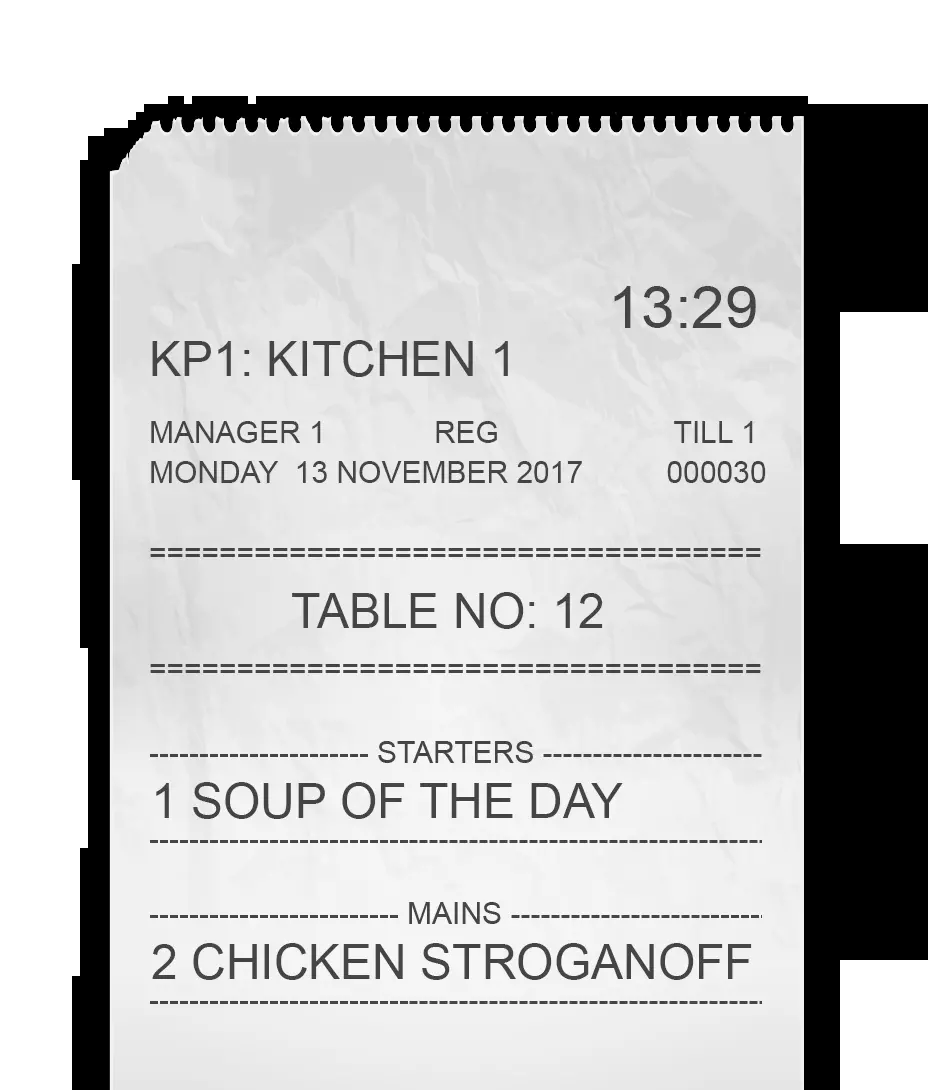 13:29
KP1: KITCHEN 1
MANAGER 1 REG TILL 1
MONDAY 13 NOVEMBER 2017 000030
===================================
TABLE NO: 12
===================================
---------------------- STARTERS ----------------------
1 SOUP OF THE DAY
-------------------------------------------------------------
------------------------- MAINS -------------------------
2 CHICKEN STROGANOFF
-------------------------------------------------------------